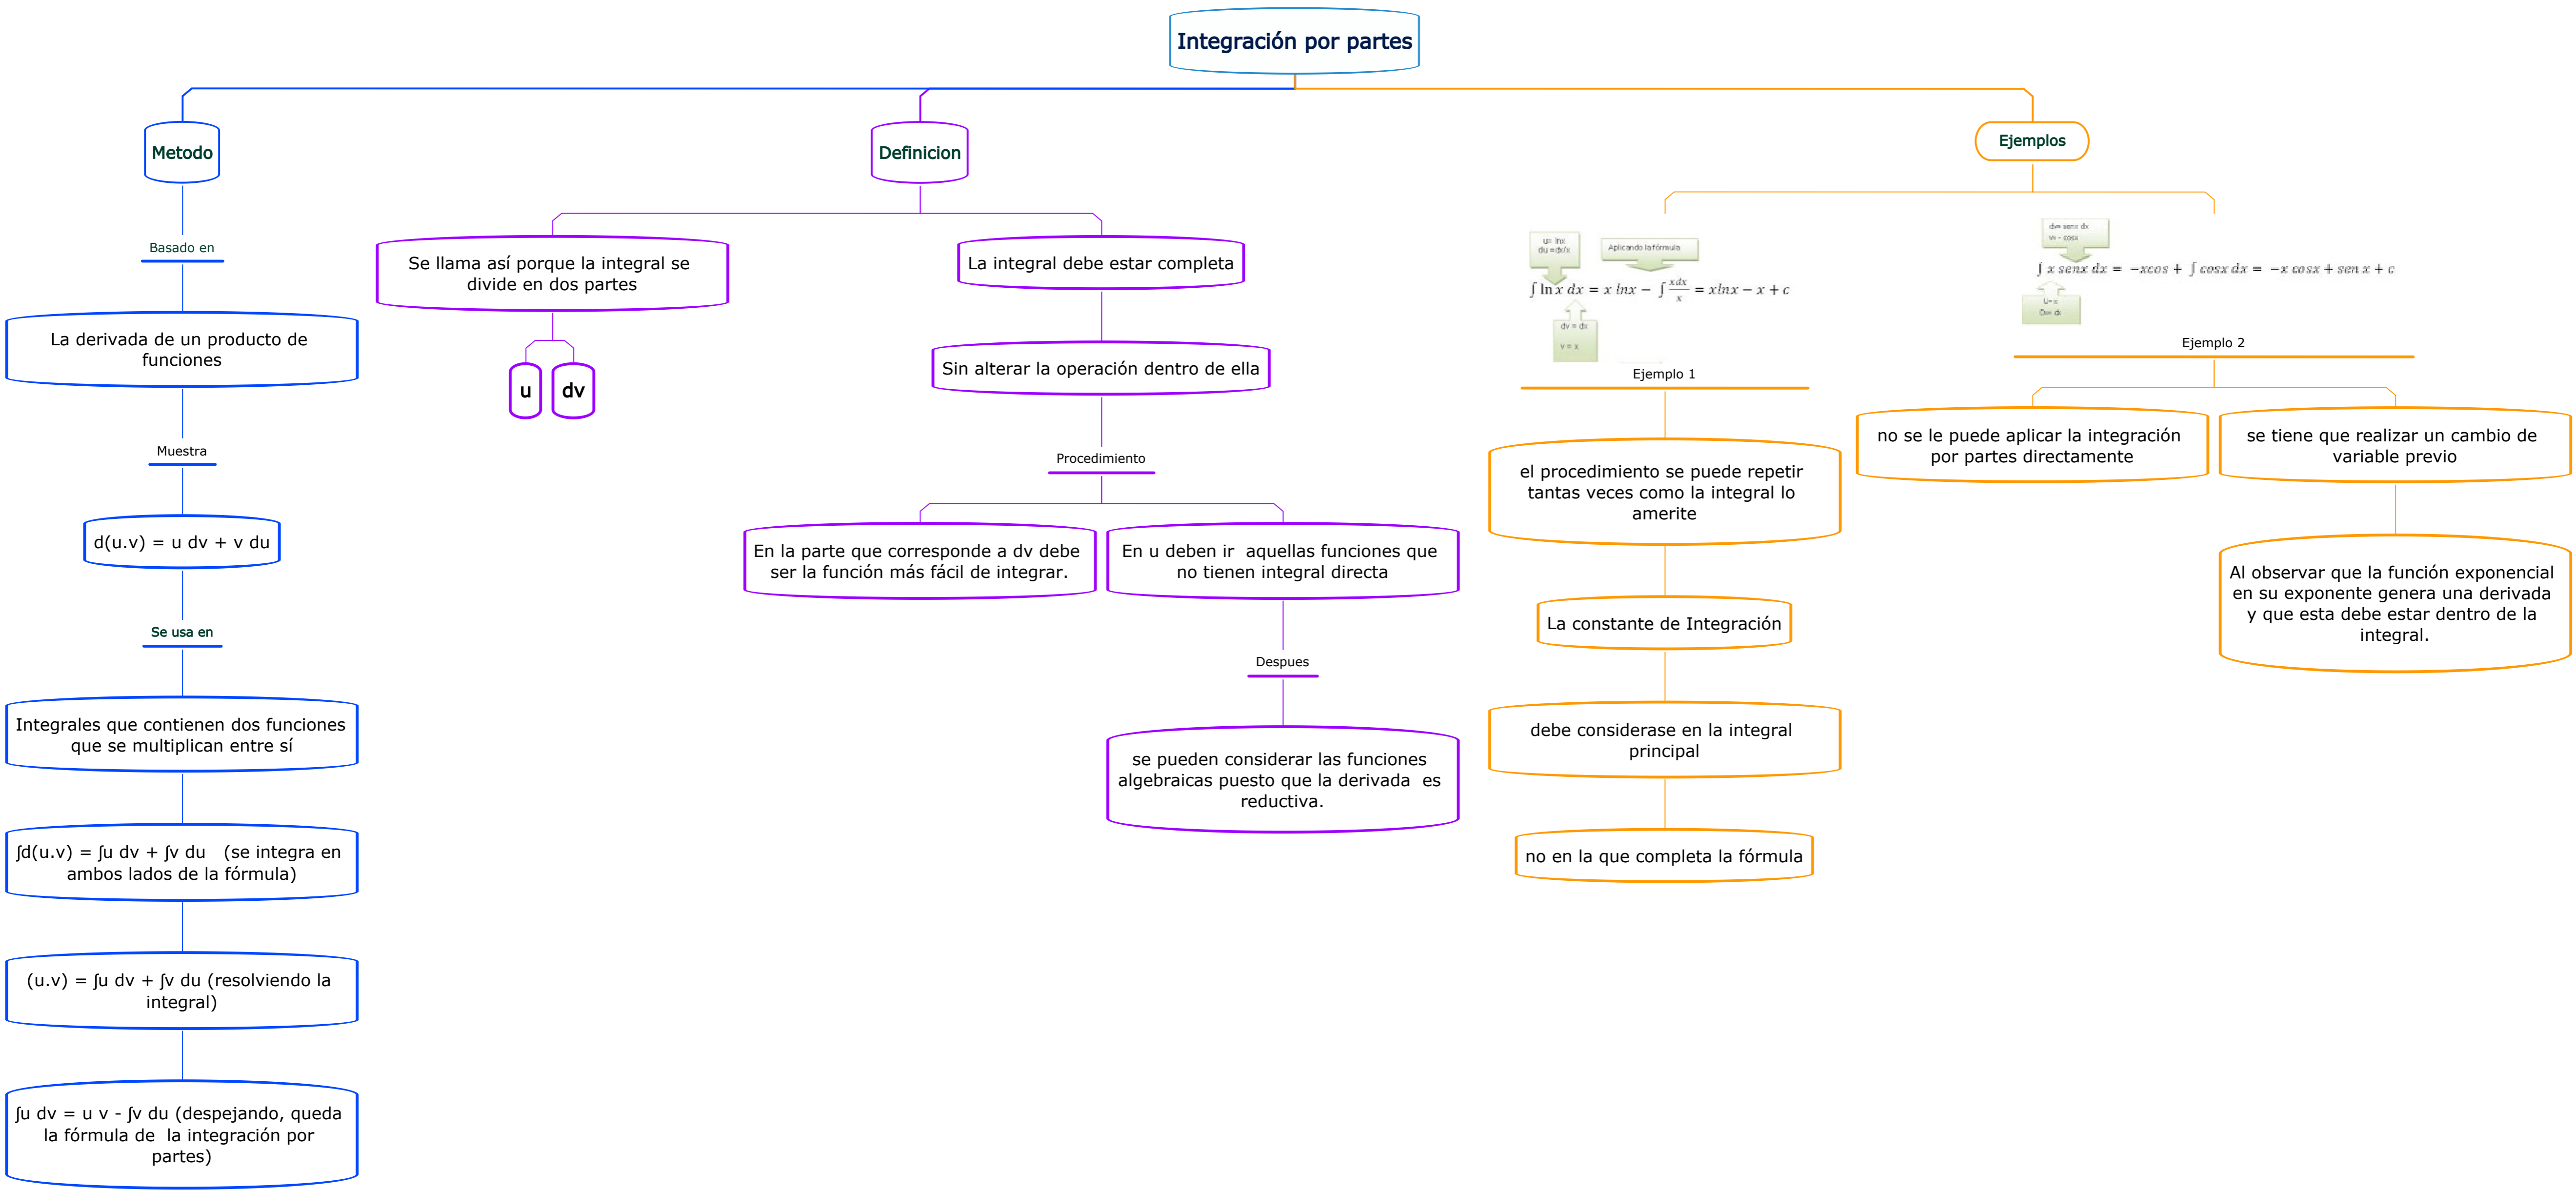 Integración por partes
Metodo
Basado en
La derivada de un producto de
funciones
Muestra
d(u.v) = u dv + v du
Se usa en
Integrales que contienen dos funciones
que se multiplican entre sí
∫d(u.v) = ∫u dv + ∫v du   (se integra en
ambos lados de la fórmula)
(u.v) = ∫u dv + ∫v du (resolviendo la
integral)
∫u dv = u v - ∫v du (despejando, queda
la fórmula de  la integración por
partes)
Definicion
Se llama así porque la integral se
divide en dos partes
u
dv
La integral debe estar completa
Sin alterar la operación dentro de ella
Procedimiento
En la parte que corresponde a dv debe
ser la función más fácil de integrar.
En u deben ir  aquellas funciones que
no tienen integral directa
Despues
se pueden considerar las funciones
algebraicas puesto que la derivada  es
reductiva.
Ejemplos
u= lnx
du =dx/x
Aplicando la fórmula
∫ ln x dx = x lnx − ∫ xdx/x = xlnx − x + c
dv = dx
v = x
Ejemplo 1
el procedimiento se puede repetir
tantas veces como la integral lo
amerite
La constante de Integración
debe considerase en la integral
principal
no en la que completa la fórmula
dv= senx dx
v= - cosx
∫ x senx dx = −xcos + ∫ cosx dx = −x cosx + sen x + c
U=x
Ejemplo 2
no se le puede aplicar la integración
por partes directamente
se tiene que realizar un cambio de
variable previo
Al observar que la función exponencial
en su exponente genera una derivada
y que esta debe estar dentro de la
integral.